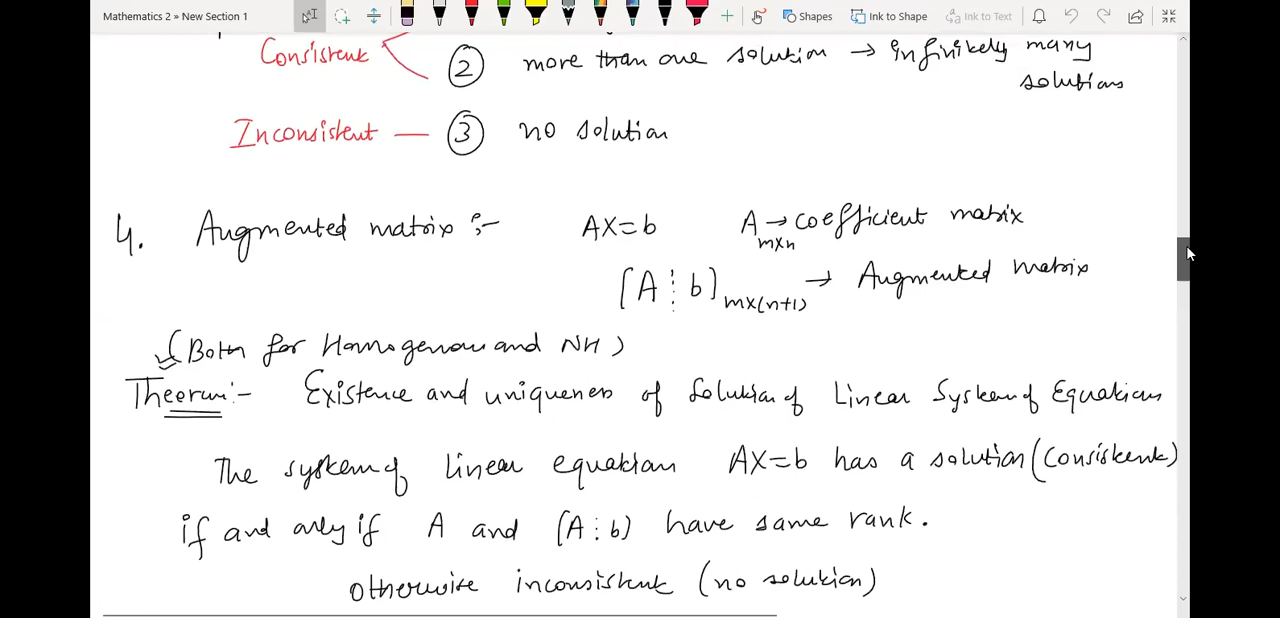 Mathematics 2 » New Section 1
Shapes
Ink to Shape
Ink to Text
Consistent
② more than one solution → infinitely many
solutions
Inconsistent — ③ no solution
4. Augmented matrix :- AX=b A → coefficient matrix
m×n
[A ⋮ b] m×(n+1) → Augmented matrix
(Both for Homogenou and NH)
Theorem:- Existence and uniqueness of Solution of Linear System of Equations
The system of linear equation AX=b has a solution (consistent)
if and only if A and (A ⋮ b) have same rank.
otherwise inconsistent (no solution)